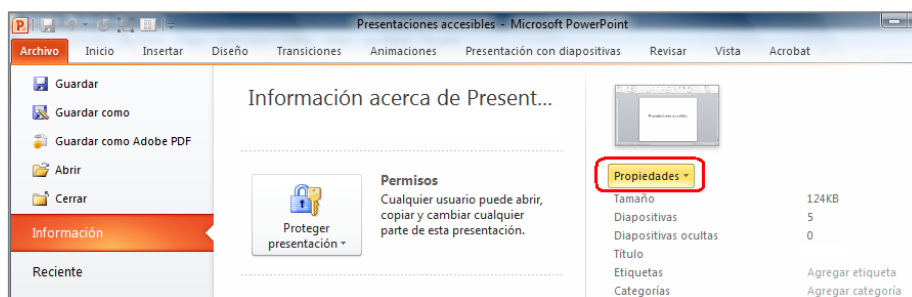 Presentaciones accesibles - Microsoft PowerPoint
Archivo Inicio Insertar Diseño Transiciones Animaciones Presentación con diapositivas Revisar Vista Acrobat
Guardar
Guardar como
Guardar como Adobe PDF
Abrir
Cerrar
Información
Reciente
Información acerca de Present...
Proteger
presentación
Permisos
Cualquier usuario puede abrir,
copiar y cambiar cualquier
parte de esta presentación.
Propiedades
Tamaño 124KB
Diapositivas 5
Diapositivas ocultas 0
Título
Etiquetas Agregar etiqueta
Categorías Agregar categoría